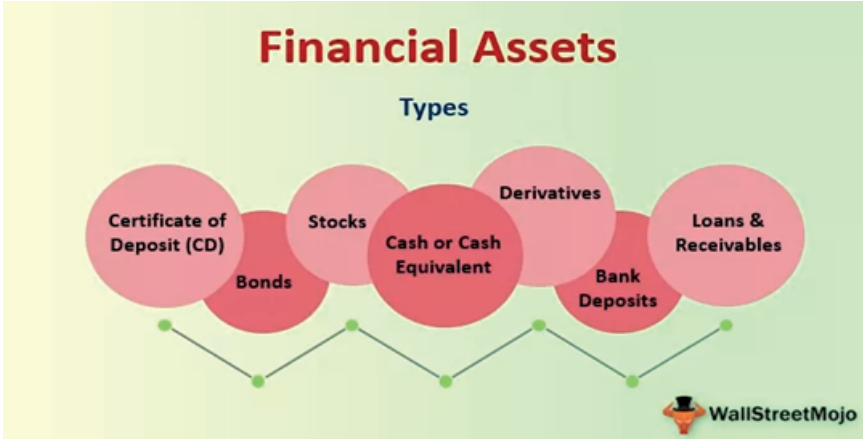 Financial Assets
Types
Certificate of
Deposit (CD)
Bonds
Stocks
Cash or Cash
Equivalent
Derivatives
Bank
Deposits
Loans &
Receivables
WallStreetMojo